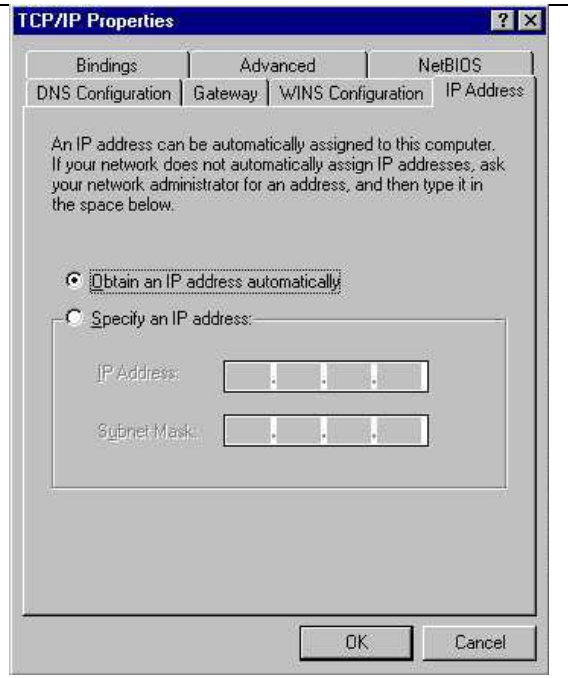 TCP/IP Properties
Bindings
Advanced
NetBIOS
DNS Configuration
Gateway
WINS Configuration
IP Address
An IP address can be automatically assigned to this computer.
If your network does not automatically assign IP addresses, ask
your network administrator for an address, and then type it in
the space below.
Obtain an IP address automatically
Specify an IP address:
IP Address:
Subnet Mask:
OK
Cancel